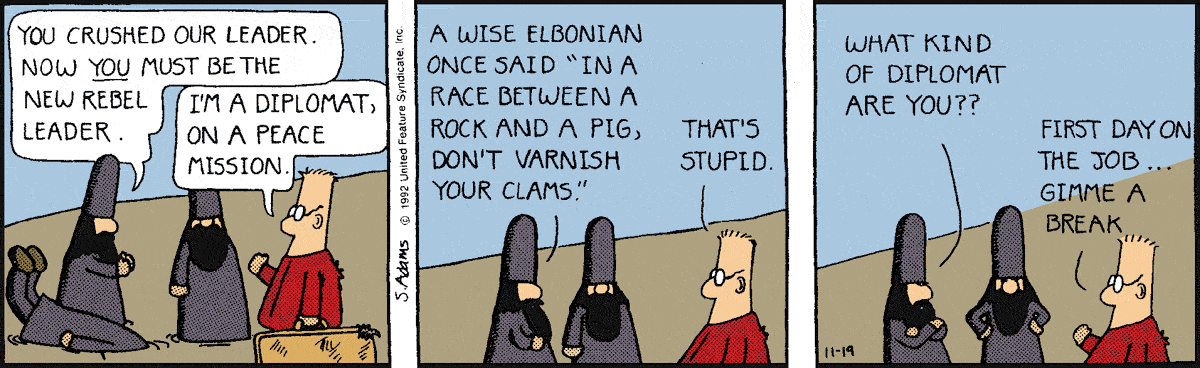 YOU CRUSHED OUR LEADER.
NOW YOU MUST BE THE
NEW REBEL
LEADER.
I'M A DIPLOMAT,
ON A PEACE
MISSION.
S. Adams © 1992 United Feature Syndicate, Inc.
A WISE ELBONIAN
ONCE SAID "IN A
RACE BETWEEN A
ROCK AND A PIG,
DON'T VARNISH
YOUR CLAMS."
THAT'S
STUPID.
WHAT KIND
OF DIPLOMAT
ARE YOU??
FIRST DAY ON
THE JOB...
GIMME A
BREAK
11-19